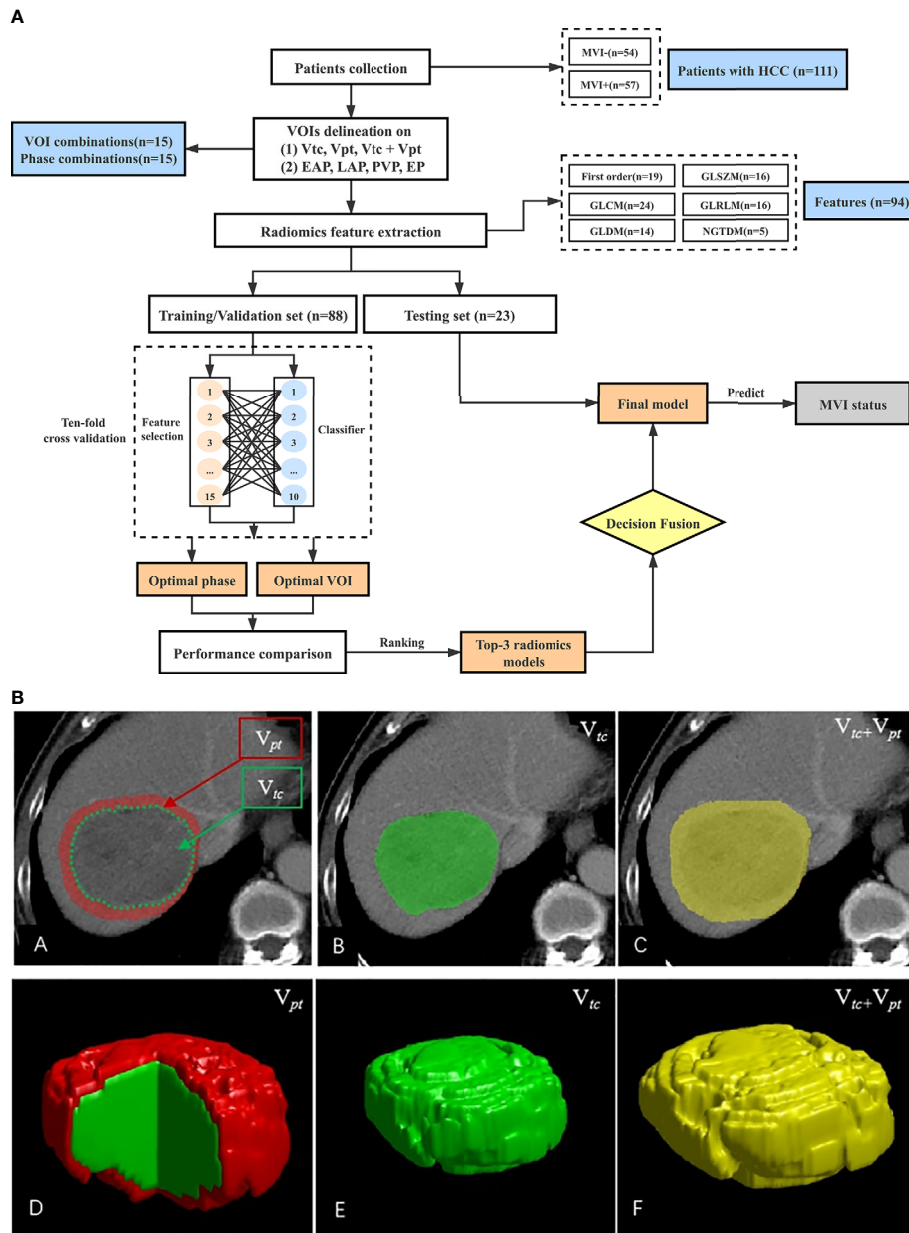 A
Patients collection
MVI-(n=54)
MVI+(n=57)
Patients with HCC (n=111)
VOI combinations(n=15)
Phase combinations(n=15)
VOIs delineation on
(1) Vtc, Vpt, Vtc + Vpt
(2) EAP, LAP, PVP, EP
Radiomics feature extraction
First order(n=19)
GLSZM(n=16)
GLCM(n=24)
GLRLM(n=16)
GLDM(n=14)
NGTDM(n=5)
Features (n=94)
Training/Validation set (n=88)
Testing set (n=23)
Ten-fold
cross validation
Feature
selection
1
2
3
...
15
1
2
3
...
10
Classifier
Final model
Predict
MVI status
Decision Fusion
Optimal phase
Optimal VOI
Performance comparison
Ranking
Top-3 radiomics
models
B
Vpt
Vtc
A
Vtc
B
Vtc+Vpt
C
Vpt
D
Vtc
E
Vtc+Vpt
F